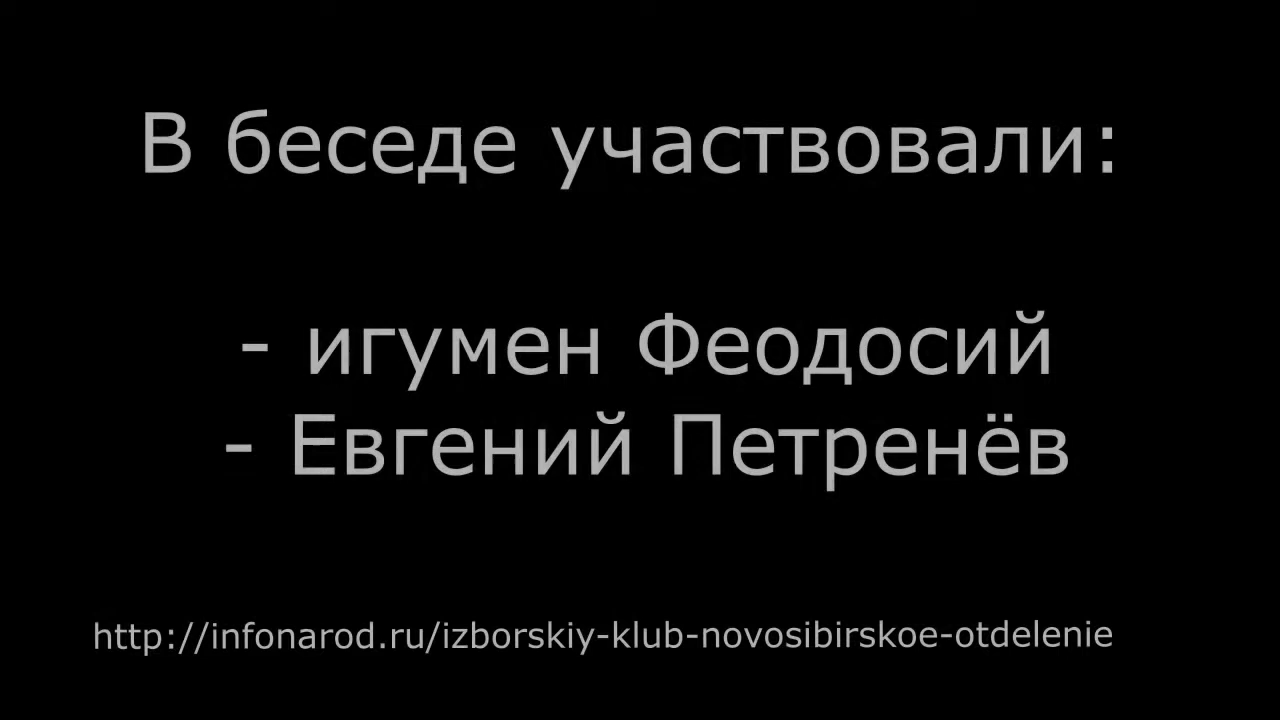 В беседе участвовали:
- игумен Феодосий
- Евгений Петренёв
http://infonarod.ru/izborskiy-klub-novosibirskoe-otdelenie